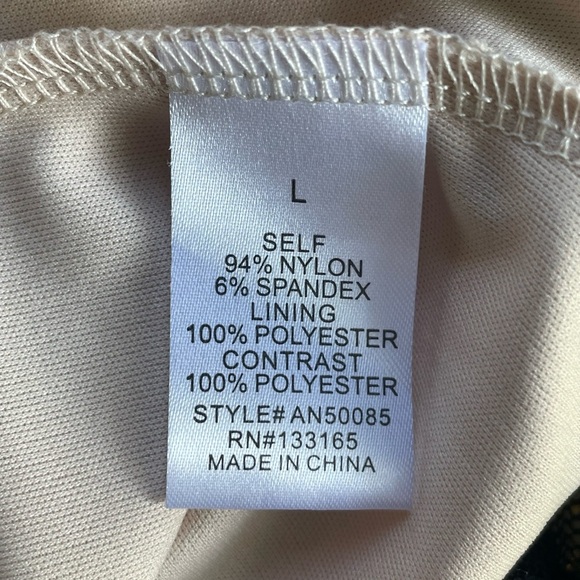 L
SELF
94% NYLON
6% SPANDEX
LINING
100% POLYESTER
CONTRAST
100% POLYESTER
STYLE# AN50085
RN#133165
MADE IN CHINA